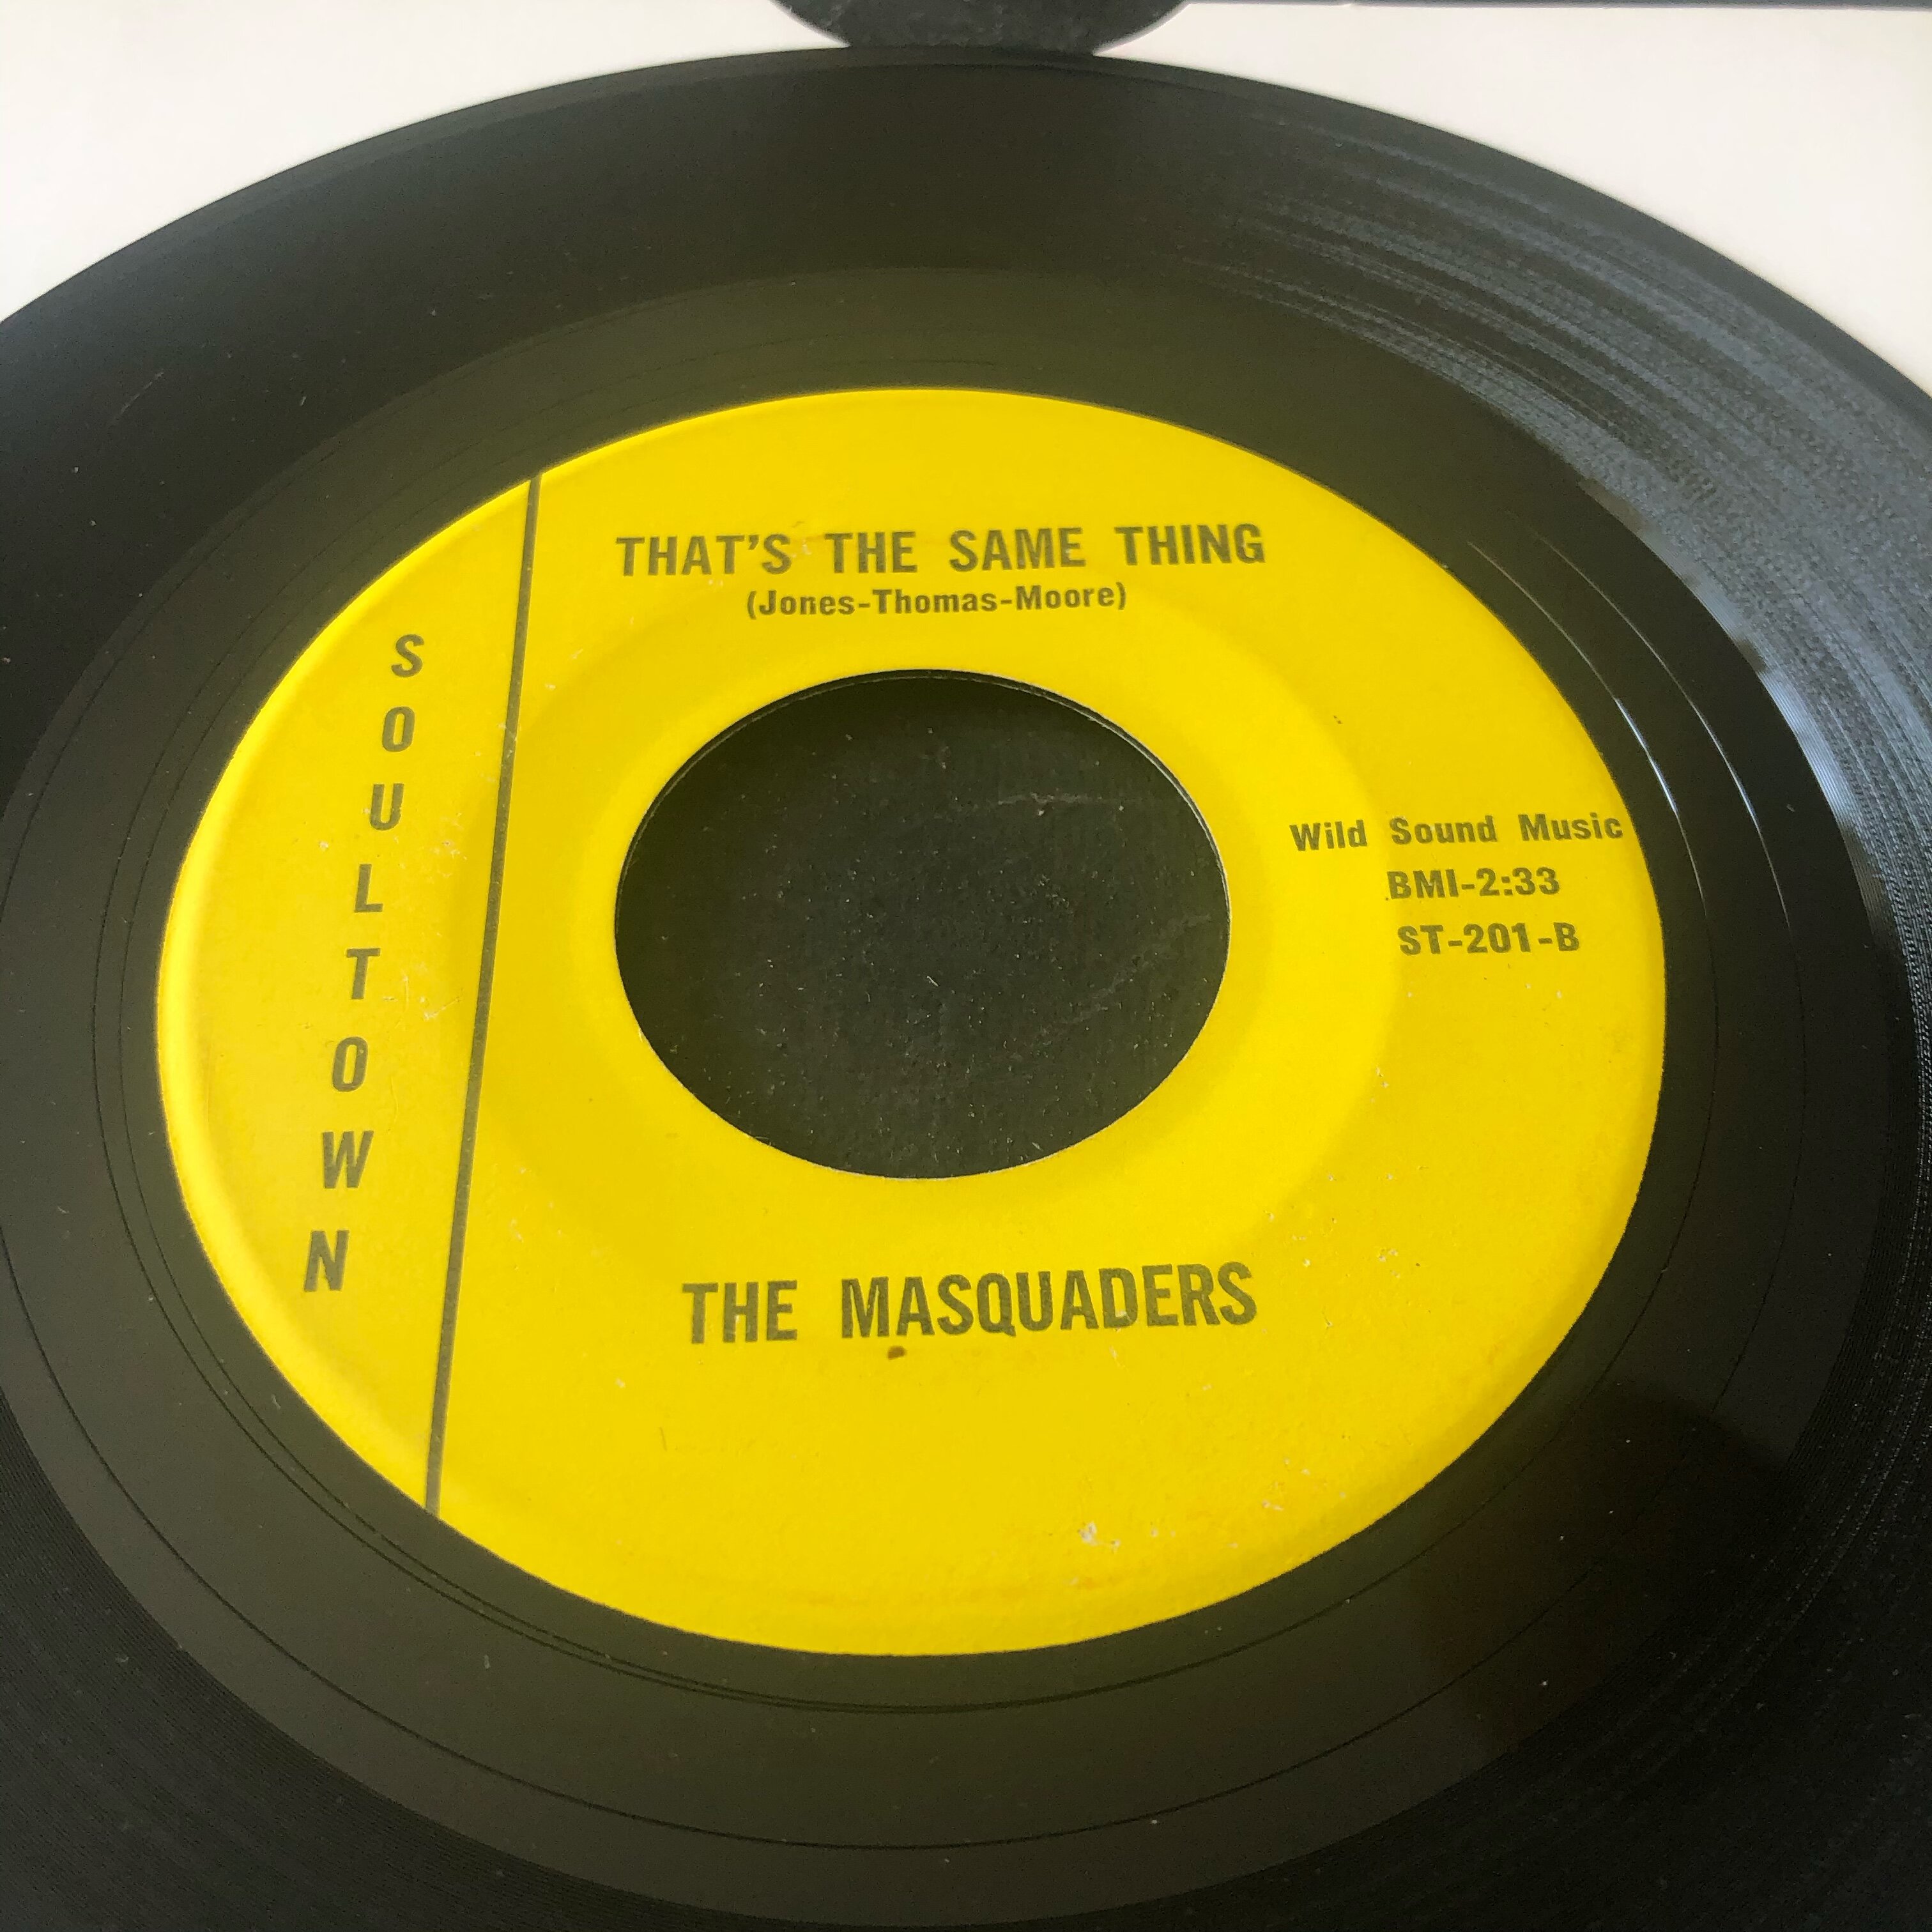 SOULTOWN
THAT'S THE SAME THING
(Jones-Thomas-Moore)
Wild Sound Music
BMI-2:33
ST-201-B
THE MASQUADERS